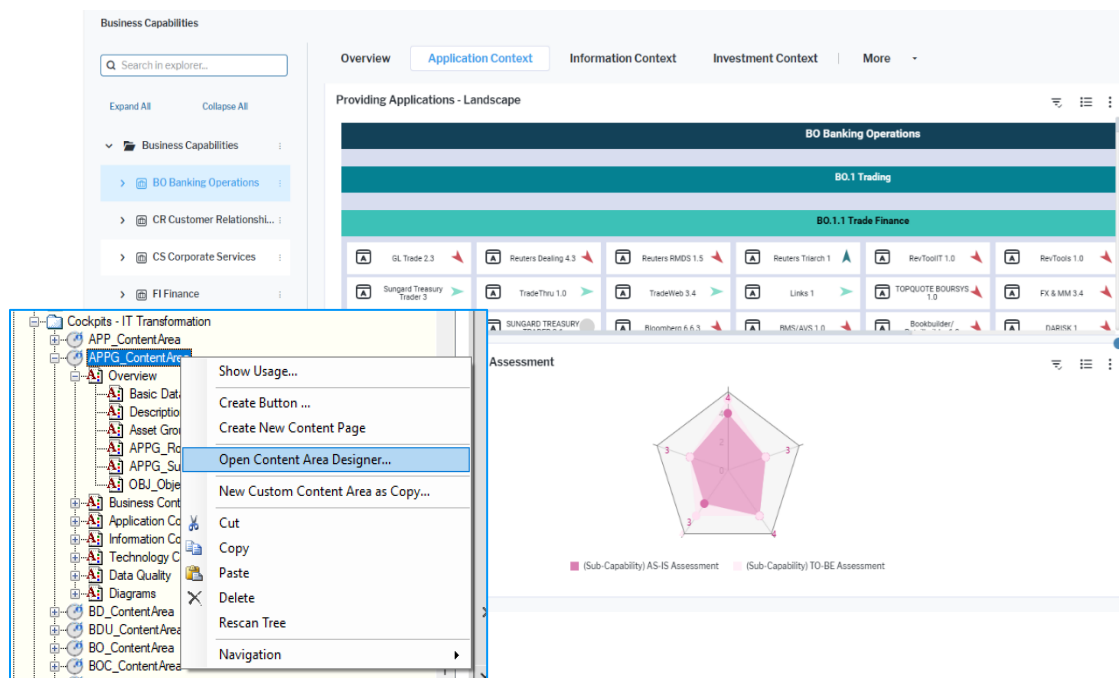 Business Capabilities
Search in explorer...
Expand All Collapse All
Business Capabilities
BO Banking Operations
CR Customer Relationshi...
CS Corporate Services
FI Finance
Overview Application Context Information Context Investment Context More
Providing Applications - Landscape
BO Banking Operations
BO.1 Trading
BO.1.1 Trade Finance
GL Trade 2.3 Reuters Dealing 4.3 Reuters RMDS 1.5 Reuters Triarch 1 RevToolIT 1.0 RevTools 1.0
Sungard Treasury Trader 3 TradeThru 1.0 TradeWeb 3.4 Links 1 TOPQUOTE BOURSYS 1.0 FX & MM 3.4
SUNGARD TREASURY Bloomberg 6.6.3 BMS/AVS 1.0 Bookbuilder/ DARISK 1
Assessment
4
4
3 2 3
0
3 4
(Sub-Capability) AS-IS Assessment (Sub-Capability) TO-BE Assessment
Cockpits - IT Transformation
APP_ContentArea
APPG_ContentArea
Overview
Basic Dat
Descriptio
Asset Gro
APPG_Ro
APPG_Su
OBJ_Obje
Business Cont
Application Co
Information Co
Technology C
Data Quality
Diagrams
BD_ContentArea
BDU_ContentArea
BO_ContentArea
BOC_ContentArea
Show Usage...
Create Button ...
Create New Content Page
Open Content Area Designer...
New Custom Content Area as Copy...
Cut
Copy
Paste
Delete
Rescan Tree
Navigation